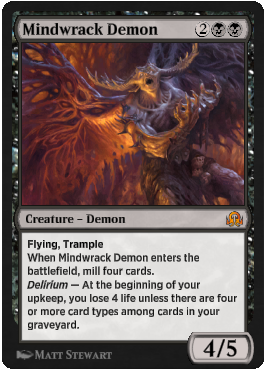 Mindwrack Demon 2
Creature – Demon
Flying, Trample
When Mindwrack Demon enters the
battlefield, mill four cards.
Delirium — At the beginning of your
upkeep, you lose 4 life unless there are four
or more card types among cards in your
graveyard.
4/5
Matt Stewart